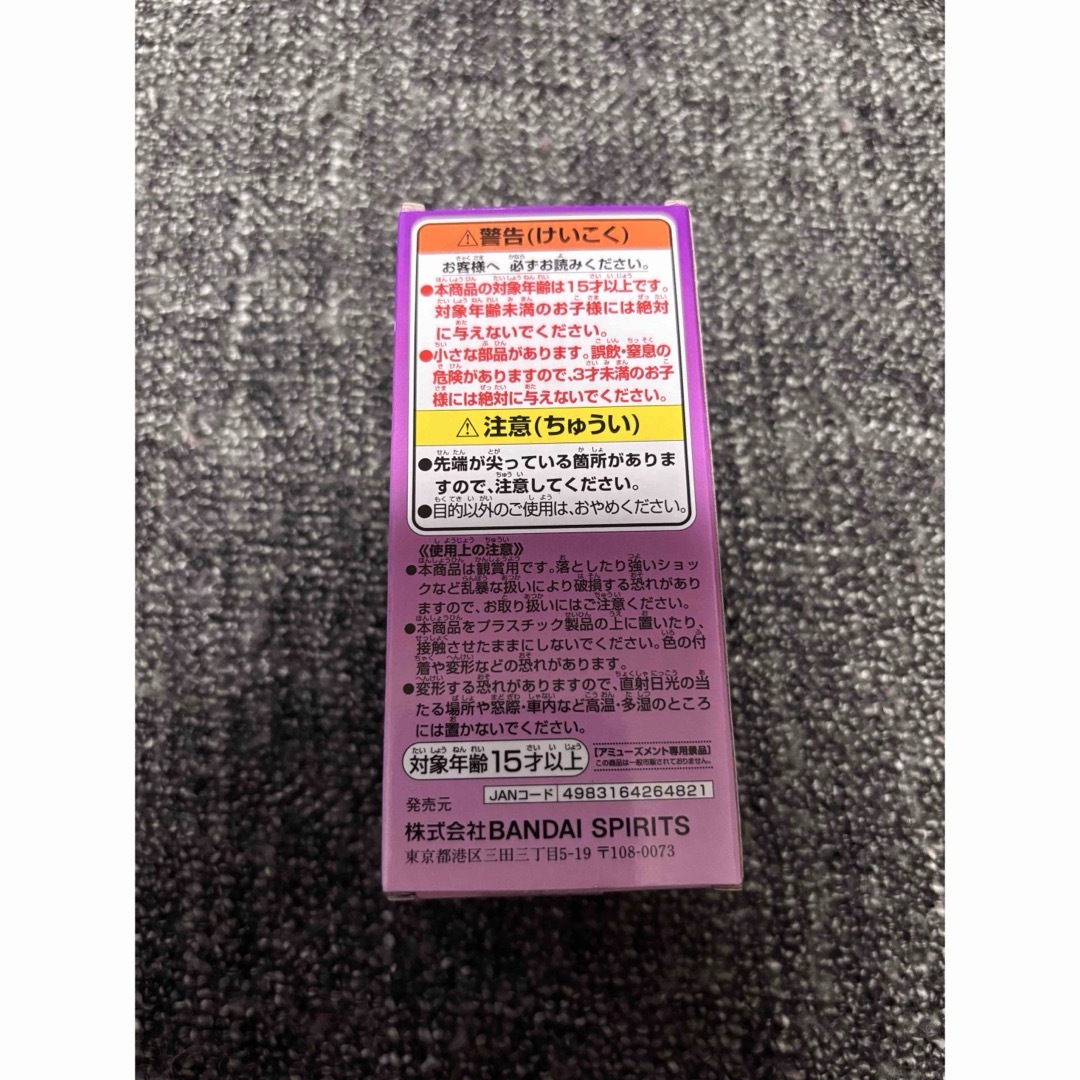 ⚠警告(けいこく)
お客様へ 必ずお読みください。
●本商品の対象年齢は15才以上です。
対象年齢未満のお子様には絶対
に与えないでください。
●小さな部品があります。誤飲・窒息の
危険がありますので、3才未満のお子
様には絶対に与えないでください。
⚠注意(ちゅうい)
●先端が尖っている箇所がありま
すので、注意してください。
●目的以外のご使用は、おやめください。
《使用上の注意》
●本商品は観賞用です。落としたり強いショッ
クなど乱暴な扱いにより破損する恐れがあり
ますので、お取り扱いにはご注意ください。
●本商品をプラスチック製品の上に置いたり、
接触させたままにしないでください。色の付
着や変形などの恐れがあります。
●変形する恐れがありますので、直射日光の当
たる場所や窓際・車内など高温・多湿のところ
には置かないでください。
対象年齢15才以上
【アミューズメント専用景品】
この商品は一般市販されておりません。
JANコード 4983164264821
発売元
株式会社BANDAI SPIRITS
東京都港区三田三丁目5-19 〒108-0073